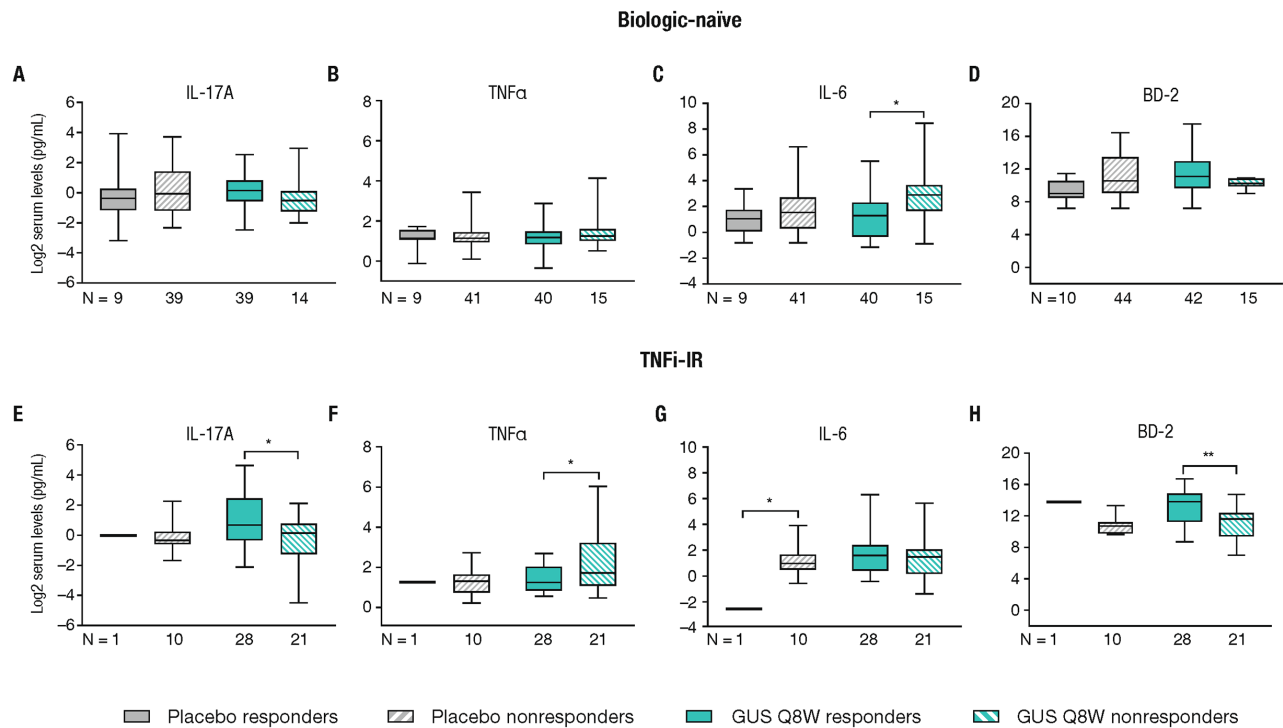 Biologic-naïve
A
IL-17A
Log2 serum levels (pg/mL)
6
4
2
0
–2
–4
–6
N = 9 39 39 14
B
TNFα
8
6
4
2
0
N = 9 41 40 15
C
IL-6
*
10
8
6
4
2
0
–2
–4
N = 9 41 40 15
D
BD-2
20
16
12
8
4
0
N =10 44 42 15
TNFi-IR
E
IL-17A
*
Log2 serum levels (pg/mL)
6
4
2
0
–2
–4
–6
N = 1 10 28 21
F
TNFα
*
8
6
4
2
0
N = 1 10 28 21
G
IL-6
*
10
8
6
4
2
0
–2
–4
N = 1 10 28 21
H
BD-2
**
20
16
12
8
4
0
N = 1 10 28 21
Placebo responders Placebo nonresponders GUS Q8W responders GUS Q8W nonresponders